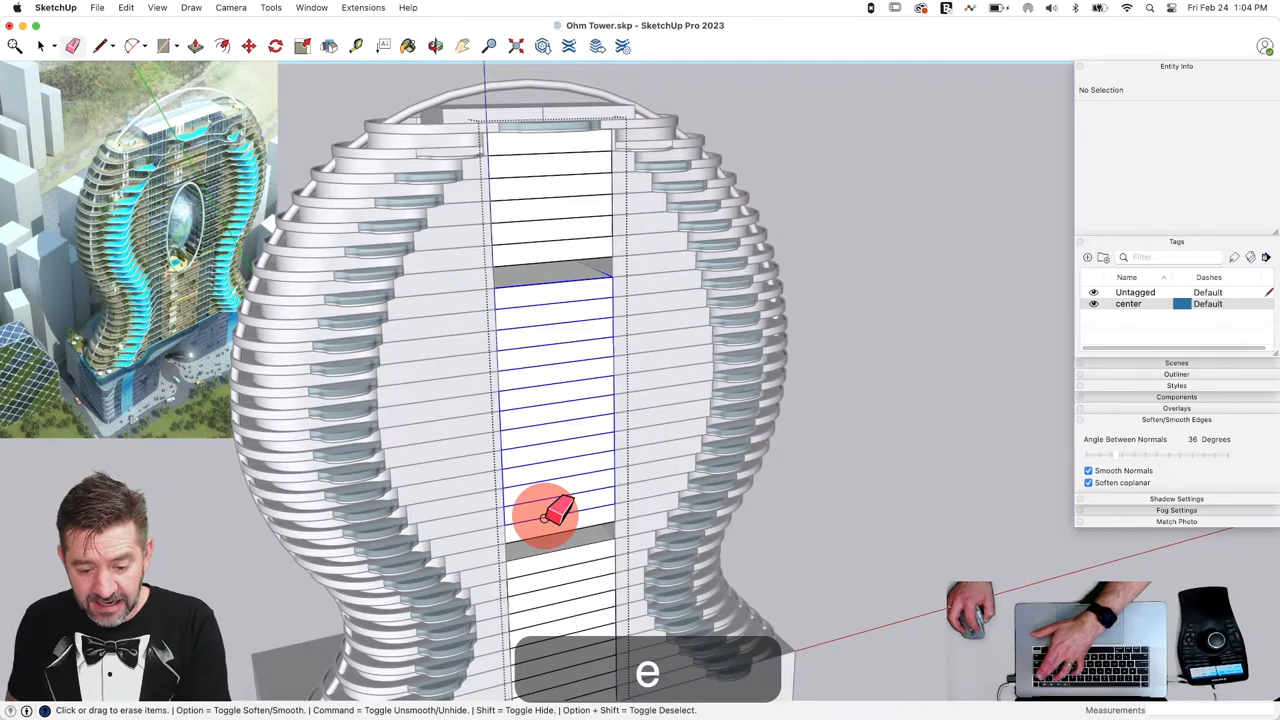 SketchUp File Edit View Draw Camera Tools Window Extensions Help
Fri Feb 24 1:04 PM
Ohm Tower.skp - SketchUp Pro 2023
Entity Info
No Selection
Tags
Filter
Name Dashes
Untagged Default
center Default
Scenes
Outliner
Styles
Components
Overlays
Soften/Smooth Edges
Angle Between Normals 36 Degrees
Smooth Normals
Soften coplanar
Shadow Settings
Fog Settings
Match Photo
e
Click or drag to erase items. | Option = Toggle Soften/Smooth. | Command = Toggle Unsmooth/Unhide. | Shift = Toggle Hide. | Option + Shift = Toggle Deselect.
Measurements